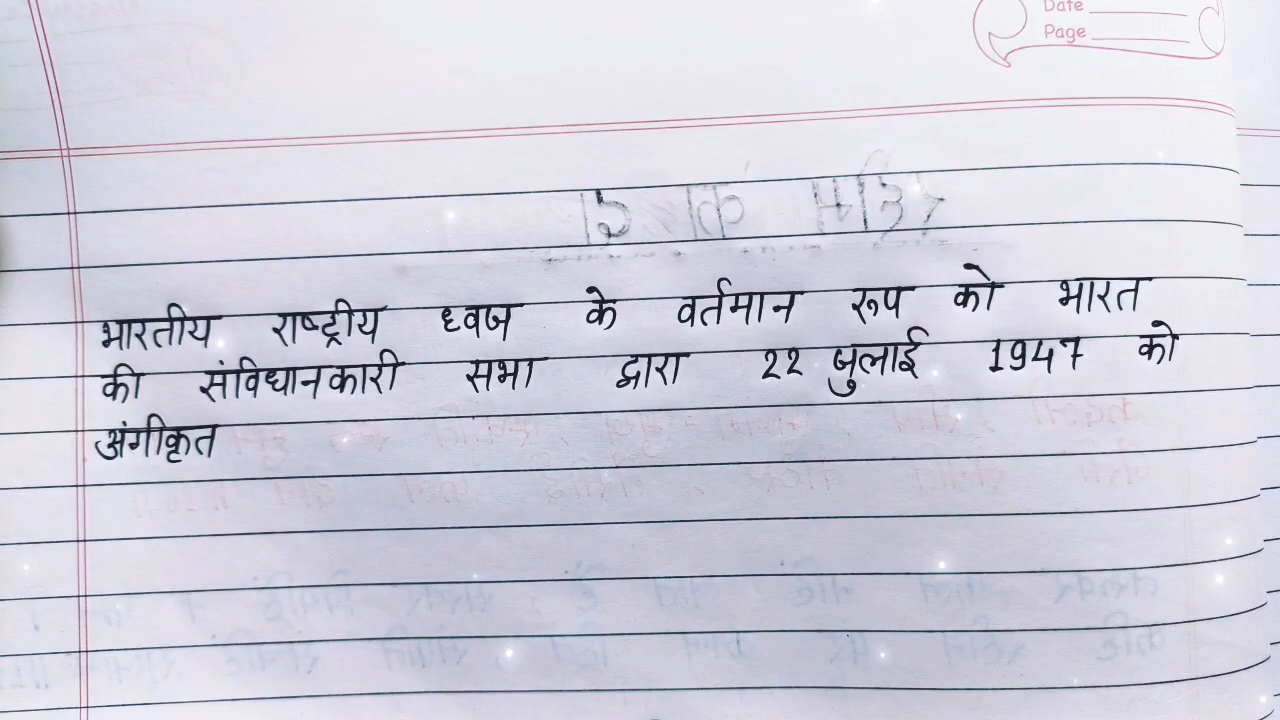 Date
Page
भारतीय राष्ट्रीय ध्वज के वर्तमान रूप को भारत
की संविधानकारी सभा द्वारा 22 जुलाई 1947 को
अंगीकृत